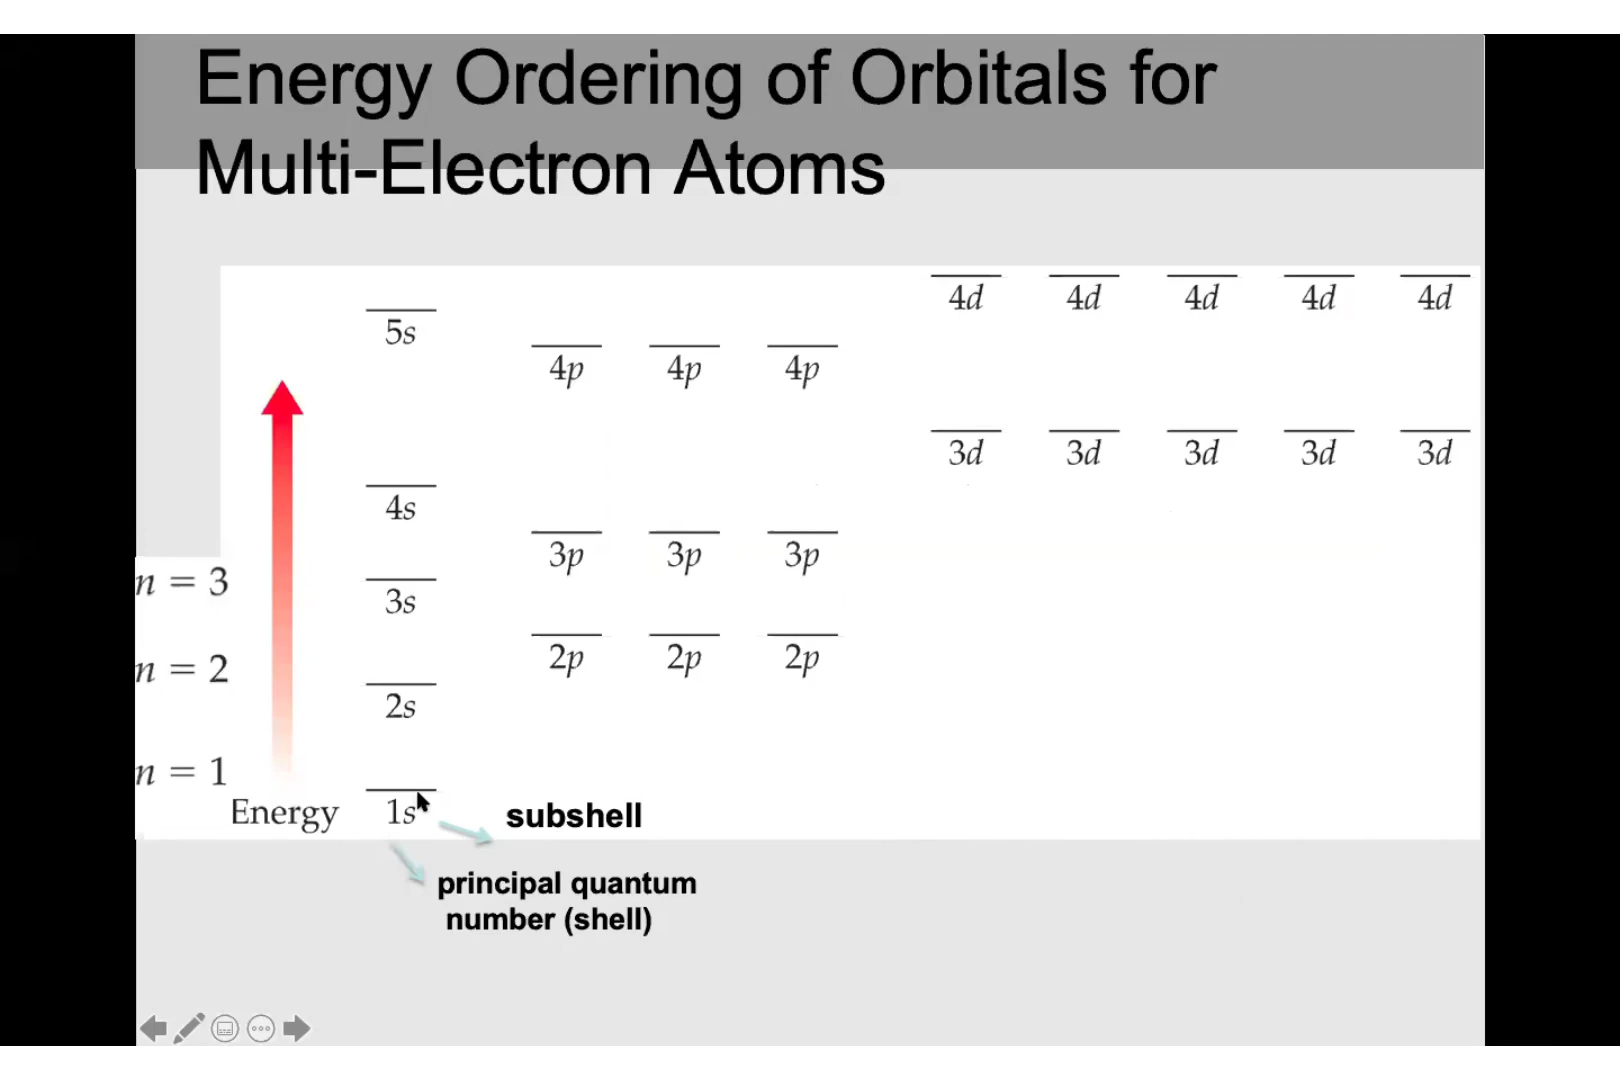 Energy Ordering of Orbitals for
Multi-Electron Atoms
4d 4d 4d 4d 4d
5s
4p 4p 4p
3d 3d 3d 3d 3d
4s
3p 3p 3p
n = 3
3s
2p 2p 2p
n = 2
2s
n = 1
Energy 1s subshell
principal quantum
number (shell)